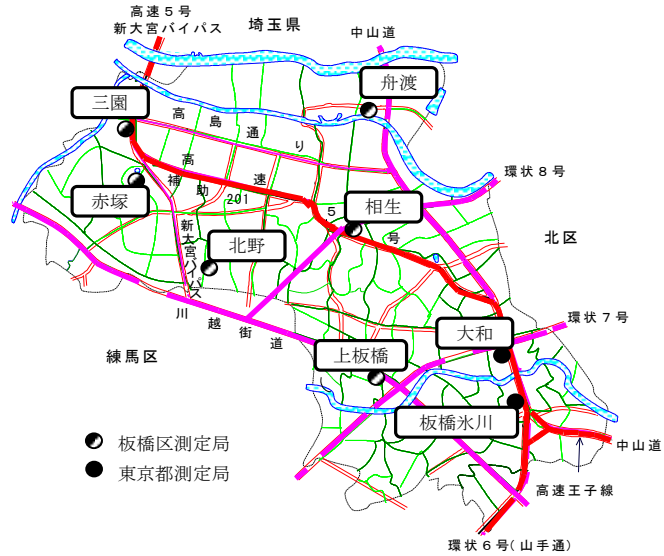 高速５号
新大宮バイパス
埼玉県
中山道
舟渡
三園
高島通り
環状８号
高速５号
補助201
赤塚
相生
北区
北野
新大宮バイパス
川越街道
環状７号
大和
練馬区
上板橋
板橋氷川
板橋区測定局
東京都測定局
中山道
高速王子線
環状６号(山手通)